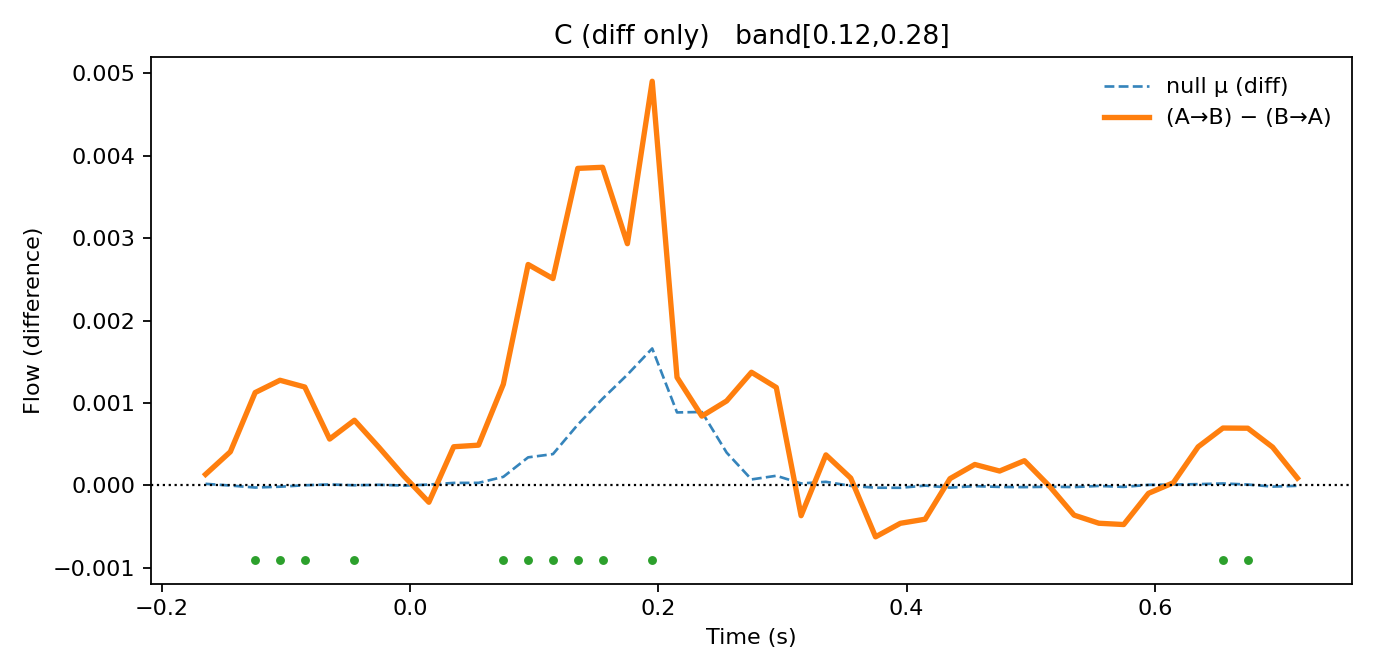 C (diff only)   band[0.12,0.28]
null μ (diff)
(A→B) − (B→A)
Flow (difference)
0.005
0.004
0.003
0.002
0.001
0.000
−0.001
−0.2
0.0
0.2
0.4
0.6
Time (s)